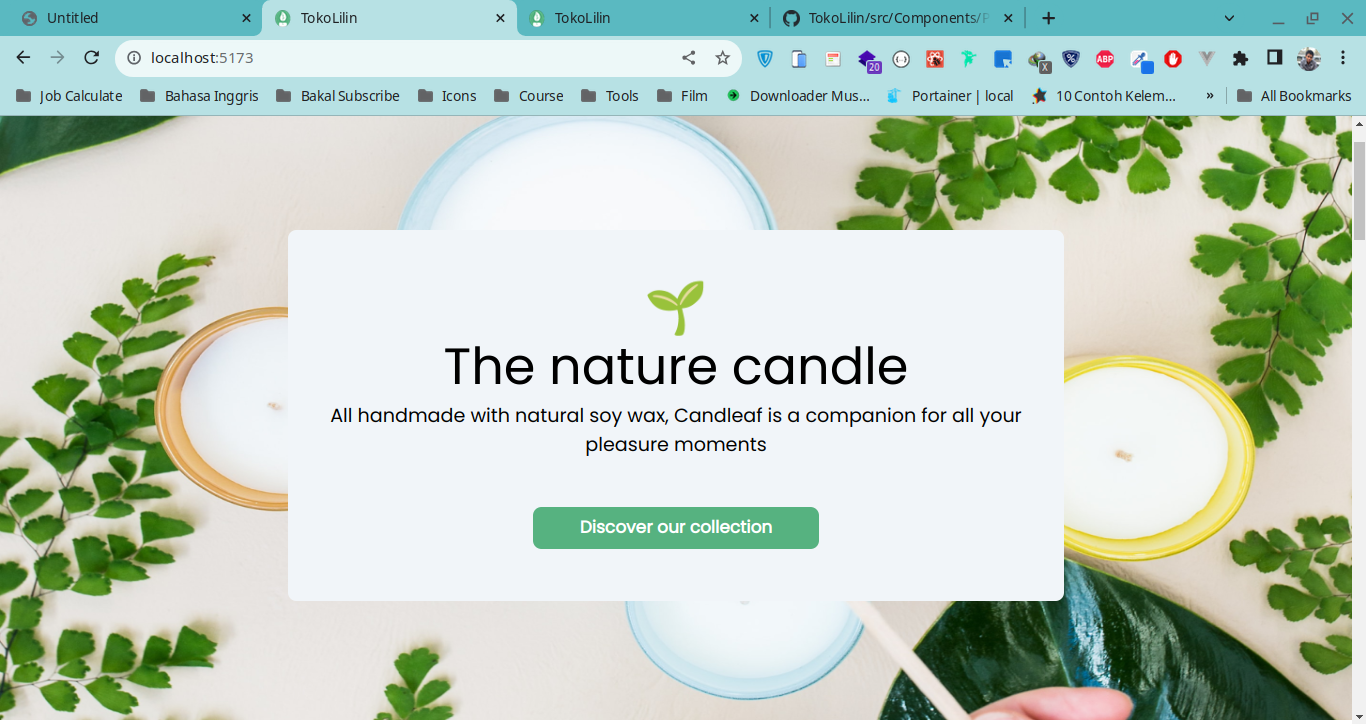 Untitled
TokoLilin
TokoLilin
TokoLilin/src/Components/
localhost:5173
20
X
%
ABP
Job Calculate
Bahasa Inggris
Bakal Subscribe
Icons
Course
Tools
Film
Downloader Mus...
Portainer | local
10 Contoh Kelem...
»
All Bookmarks
The nature candle
All handmade with natural soy wax, Candleaf is a companion for all your
pleasure moments
Discover our collection